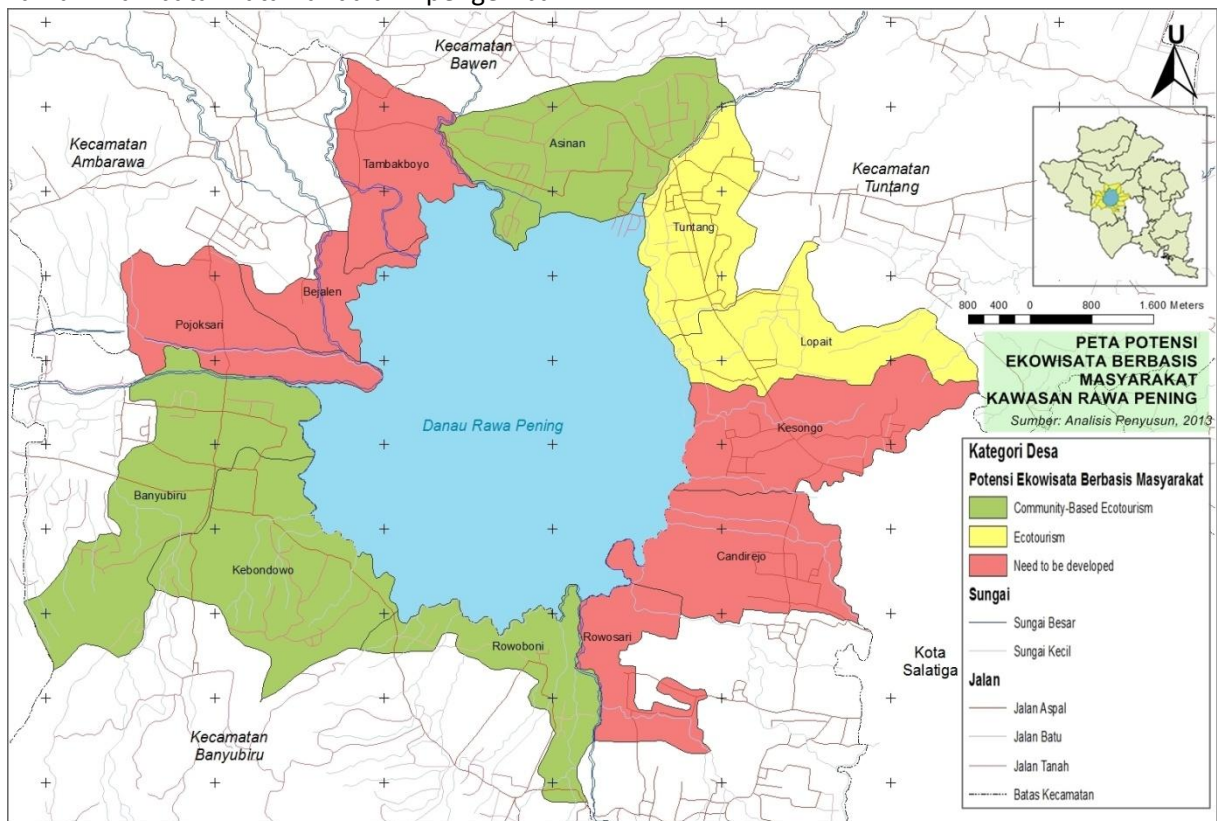 Kecamatan
Bawen
U
Kecamatan
Ambarawa
Tambakboyo
Asinan
Kecamatan
Tuntang
Tuntang
Bejalen
Pojoksari
Lopait
Danau Rawa Pening
Kesongo
Banyubiru
Kebondowo
Candirejo
Rowoboni
Rowosari
Kota
Salatiga
Kecamatan
Banyubiru
800 400 0 800 1.600 Meters
PETA POTENSI
EKOWISATA BERBASIS
MASYARAKAT
KAWASAN RAWA PENING
Sumber: Analisis Penyusun, 2013
Kategori Desa
Potensi Ekowisata Berbasis Masyarakat
Community-Based Ecotourism
Ecotourism
Need to be developed
Sungai
Sungai Besar
Sungai Kecil
Jalan
Jalan Aspal
Jalan Batu
Jalan Tanah
Batas Kecamatan